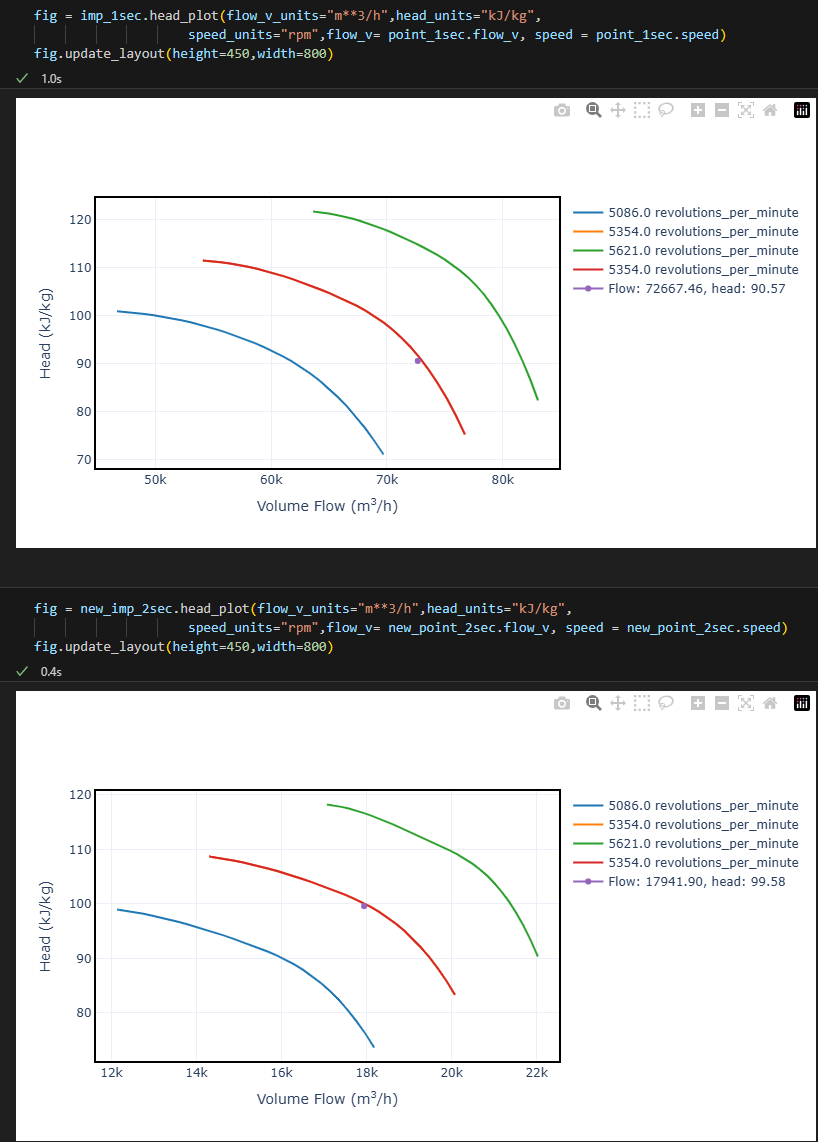 fig = imp_1sec.head_plot(flow_v_units="m**3/h",head_units="kJ/kg",
speed_units="rpm",flow_v= point_1sec.flow_v, speed = point_1sec.speed)
fig.update_layout(height=450,width=800)
✓ 1.0s
120
110
100
90
80
70
Head (kJ/kg)
50k
60k
70k
80k
Volume Flow (m³/h)
5086.0 revolutions_per_minute
5354.0 revolutions_per_minute
5621.0 revolutions_per_minute
5354.0 revolutions_per_minute
Flow: 72667.46, head: 90.57
fig = new_imp_2sec.head_plot(flow_v_units="m**3/h",head_units="kJ/kg",
speed_units="rpm",flow_v= new_point_2sec.flow_v, speed = new_point_2sec.speed)
fig.update_layout(height=450,width=800)
✓ 0.4s
120
110
100
90
80
Head (kJ/kg)
12k
14k
16k
18k
20k
22k
Volume Flow (m³/h)
5086.0 revolutions_per_minute
5354.0 revolutions_per_minute
5621.0 revolutions_per_minute
5354.0 revolutions_per_minute
Flow: 17941.90, head: 99.58